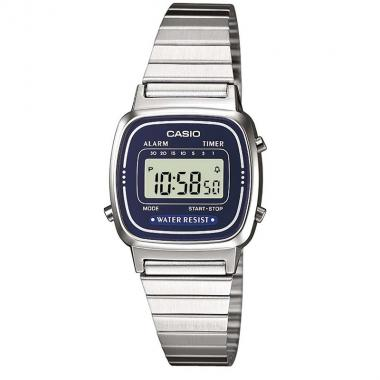 CASIO
ALARM TIMER
30 20 15 10 5 3 1
P
10:58 50
MODE START-STOP
WATER RESIST